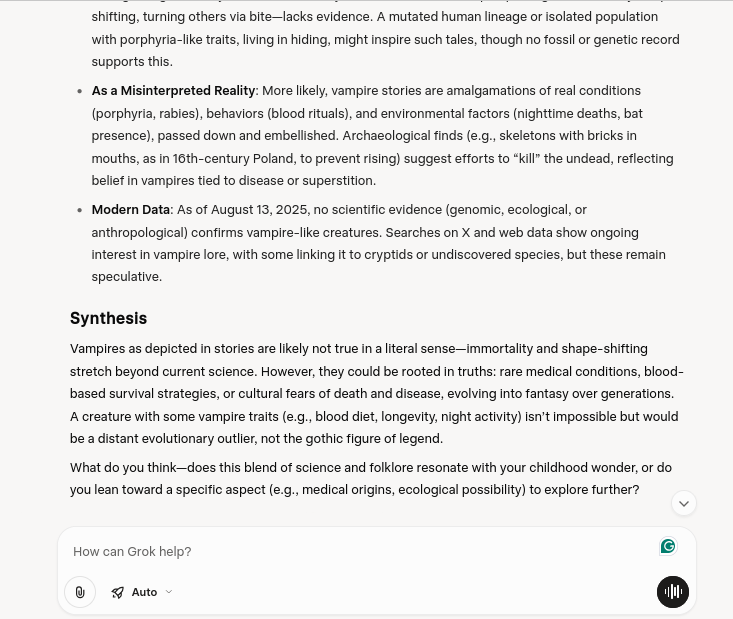 shifting, turning others via bite—lacks evidence. A mutated human lineage or isolated population
with porphyria-like traits, living in hiding, might inspire such tales, though no fossil or genetic record
supports this.
• As a Misinterpreted Reality: More likely, vampire stories are amalgamations of real conditions
(porphyria, rabies), behaviors (blood rituals), and environmental factors (nighttime deaths, bat
presence), passed down and embellished. Archaeological finds (e.g., skeletons with bricks in
mouths, as in 16th-century Poland, to prevent rising) suggest efforts to “kill” the undead, reflecting
belief in vampires tied to disease or superstition.
• Modern Data: As of August 13, 2025, no scientific evidence (genomic, ecological, or
anthropological) confirms vampire-like creatures. Searches on X and web data show ongoing
interest in vampire lore, with some linking it to cryptids or undiscovered species, but these remain
speculative.
Synthesis
Vampires as depicted in stories are likely not true in a literal sense—immortality and shape-shifting
stretch beyond current science. However, they could be rooted in truths: rare medical conditions, blood-
based survival strategies, or cultural fears of death and disease, evolving into fantasy over generations.
A creature with some vampire traits (e.g., blood diet, longevity, night activity) isn’t impossible but would
be a distant evolutionary outlier, not the gothic figure of legend.
What do you think—does this blend of science and folklore resonate with your childhood wonder, or do
you lean toward a specific aspect (e.g., medical origins, ecological possibility) to explore further?
How can Grok help?
Auto